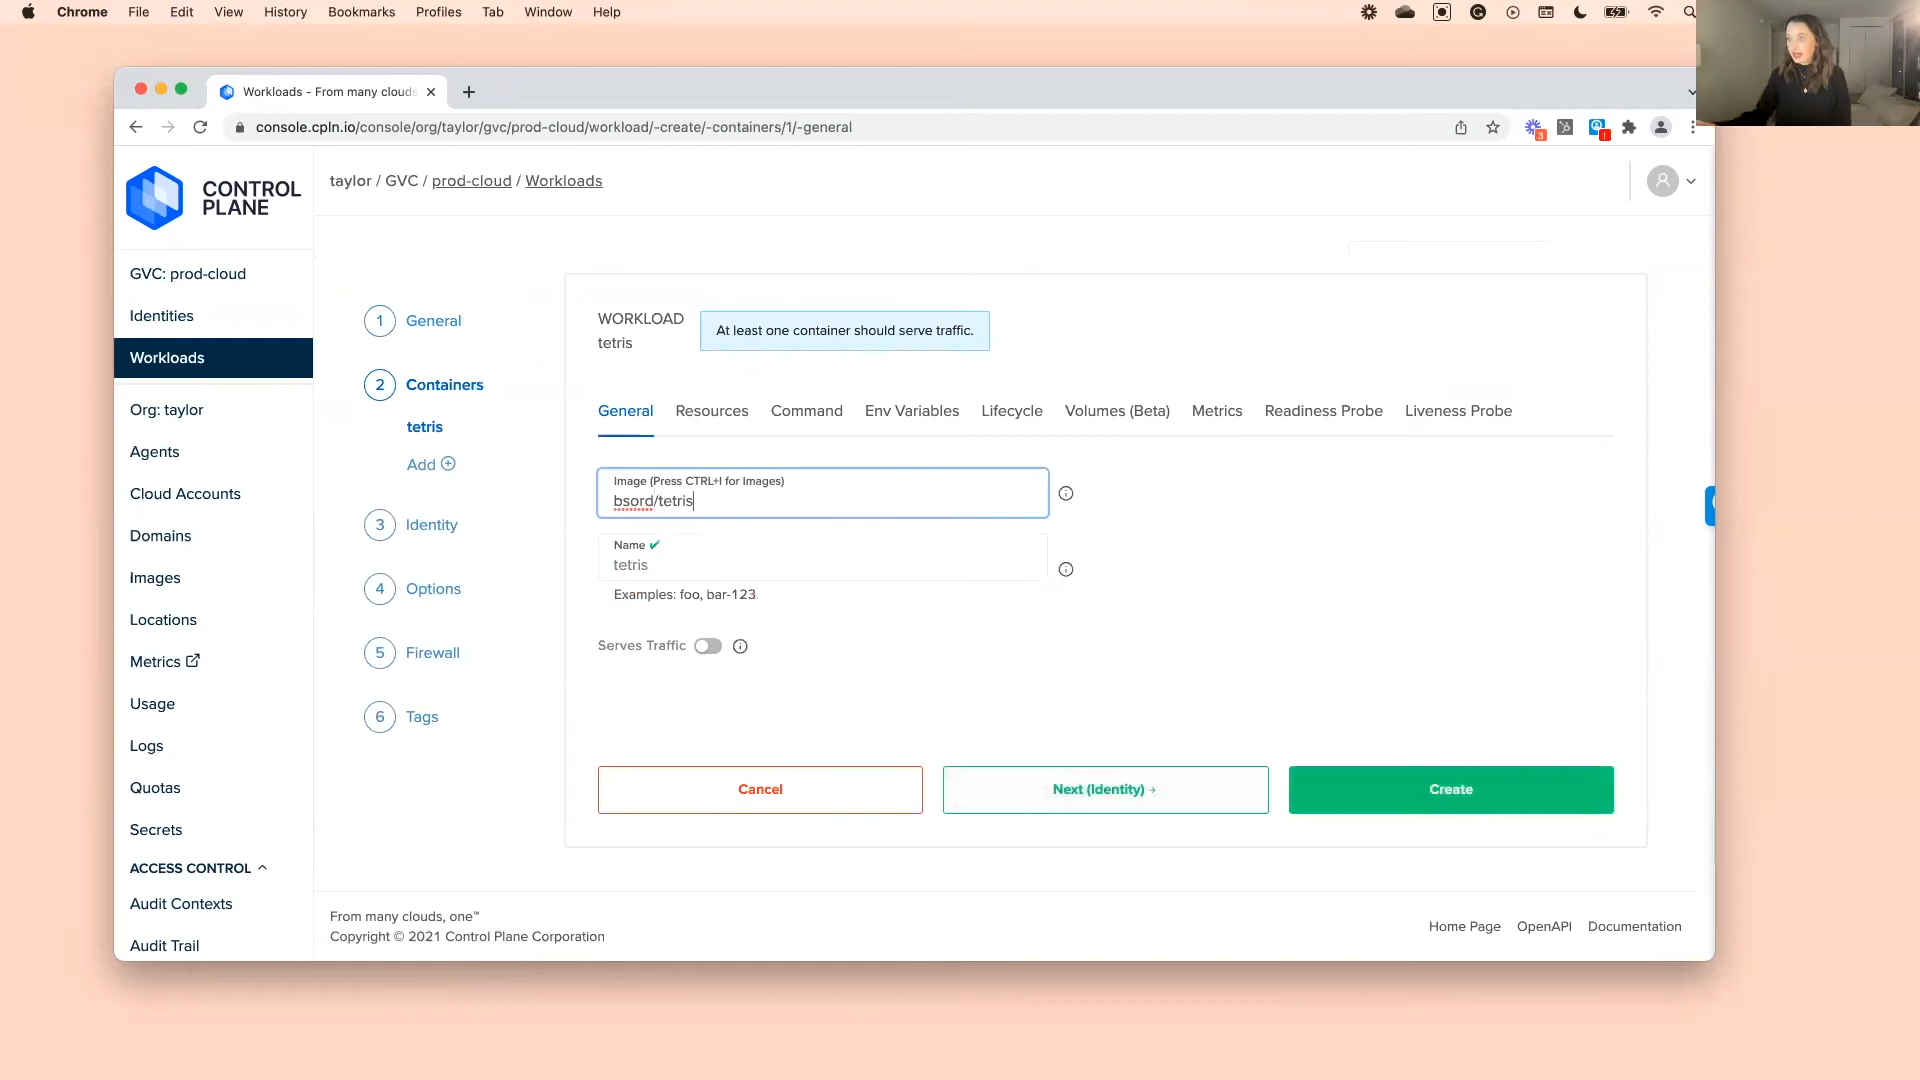 Chrome File Edit View History Bookmarks Profiles Tab Window Help
Workloads - From many clouds
console.cpln.io/console/org/taylor/gvc/prod-cloud/workload/-create/-containers/1/-general
3
!
CONTROL
PLANE
taylor / GVC / prod-cloud / Workloads
GVC: prod-cloud
Identities
Workloads
Org: taylor
Agents
Cloud Accounts
Domains
Images
Locations
Metrics
Usage
Logs
Quotas
Secrets
ACCESS CONTROL
Audit Contexts
Audit Trail
1 General
2 Containers
tetris
Add
3 Identity
4 Options
5 Firewall
6 Tags
WORKLOAD
tetris
At least one container should serve traffic.
General Resources Command Env Variables Lifecycle Volumes (Beta) Metrics Readiness Probe Liveness Probe
Image (Press CTRL+I for Images)
bsord/tetris
Name ✔
tetris
Examples: foo, bar-123.
Serves Traffic
Cancel
Next (Identity) →
Create
From many clouds, one™
Copyright © 2021 Control Plane Corporation
Home Page OpenAPI Documentation